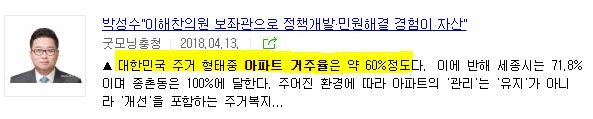 박성수"이해찬의원 보좌관으로 정책개발·민원해결 경험이 자산"
굿모닝충청 2018.04.13.
▲ 대한민국 주거 형태중 아파트 거주율은 약 60%정도다. 이에 반해 세종시는 71.8%
이며 종촌동은 100%에 달한다. 주어진 환경에 따라 아파트의 '관리'는 '유지'가 아니
라 '개선'을 포함하는 주거복지...